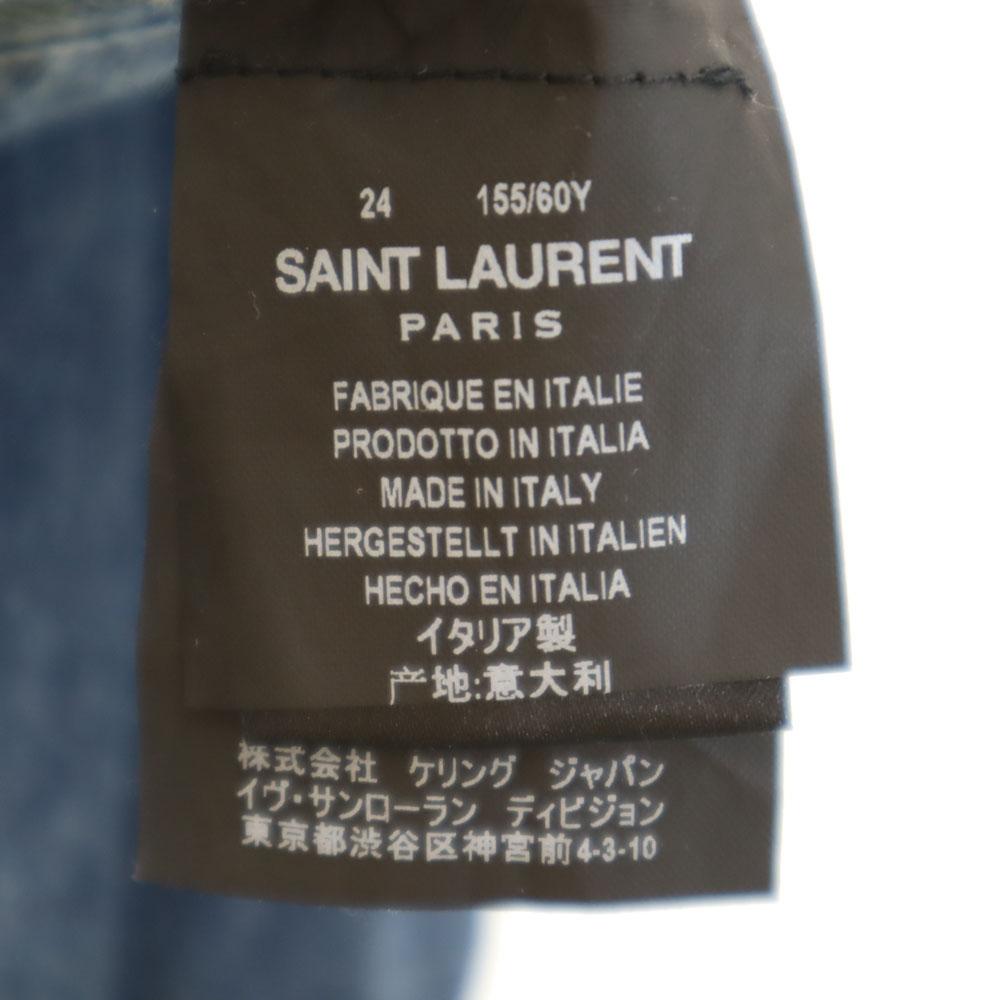 24 155/60Y
SAINT LAURENT
PARIS
FABRIQUE EN ITALIE
PRODOTTO IN ITALIA
MADE IN ITALY
HERGESTELLT IN ITALIEN
HECHO EN ITALIA
イタリア製
产地:意大利
株式会社 ケリング ジャパン
イヴ・サンローラン ディビジョン
東京都渋谷区神宮前4-3-10